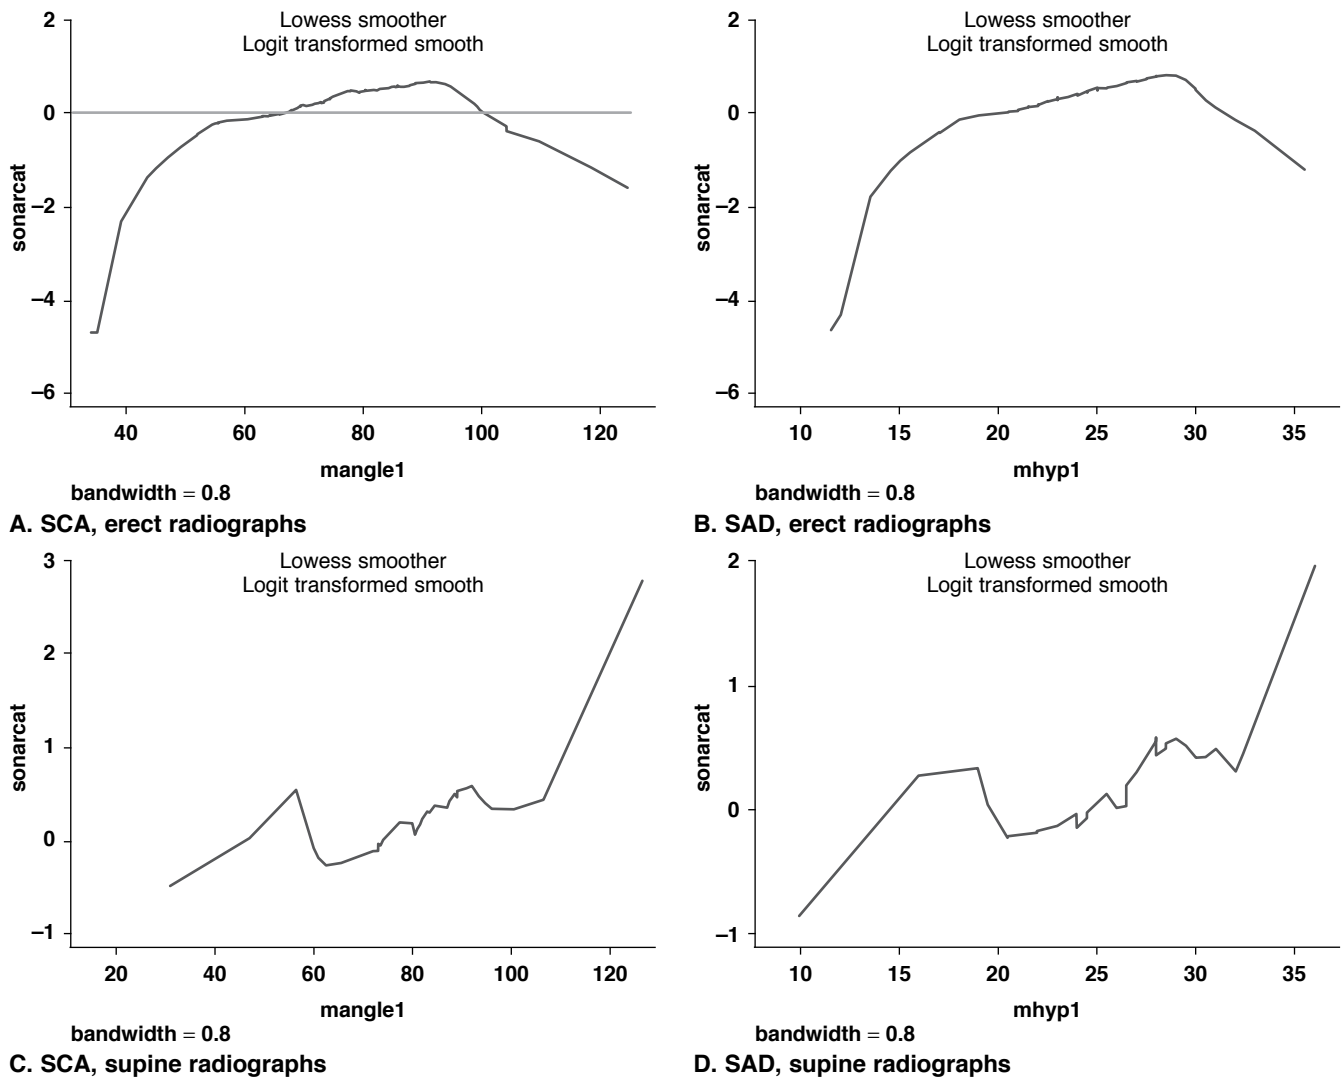 Lowess smoother
Logit transformed smooth
2
0
–2
–4
–6
sonarcat
40 60 80 100 120
mangle1
bandwidth = 0.8
A. SCA, erect radiographs
Lowess smoother
Logit transformed smooth
2
0
–2
–4
–6
sonarcat
10 15 20 25 30 35
mhyp1
bandwidth = 0.8
B. SAD, erect radiographs
Lowess smoother
Logit transformed smooth
3
2
1
0
–1
sonarcat
20 40 60 80 100 120
mangle1
bandwidth = 0.8
C. SCA, supine radiographs
Lowess smoother
Logit transformed smooth
2
1
0
–1
sonarcat
10 15 20 25 30 35
mhyp1
bandwidth = 0.8
D. SAD, supine radiographs